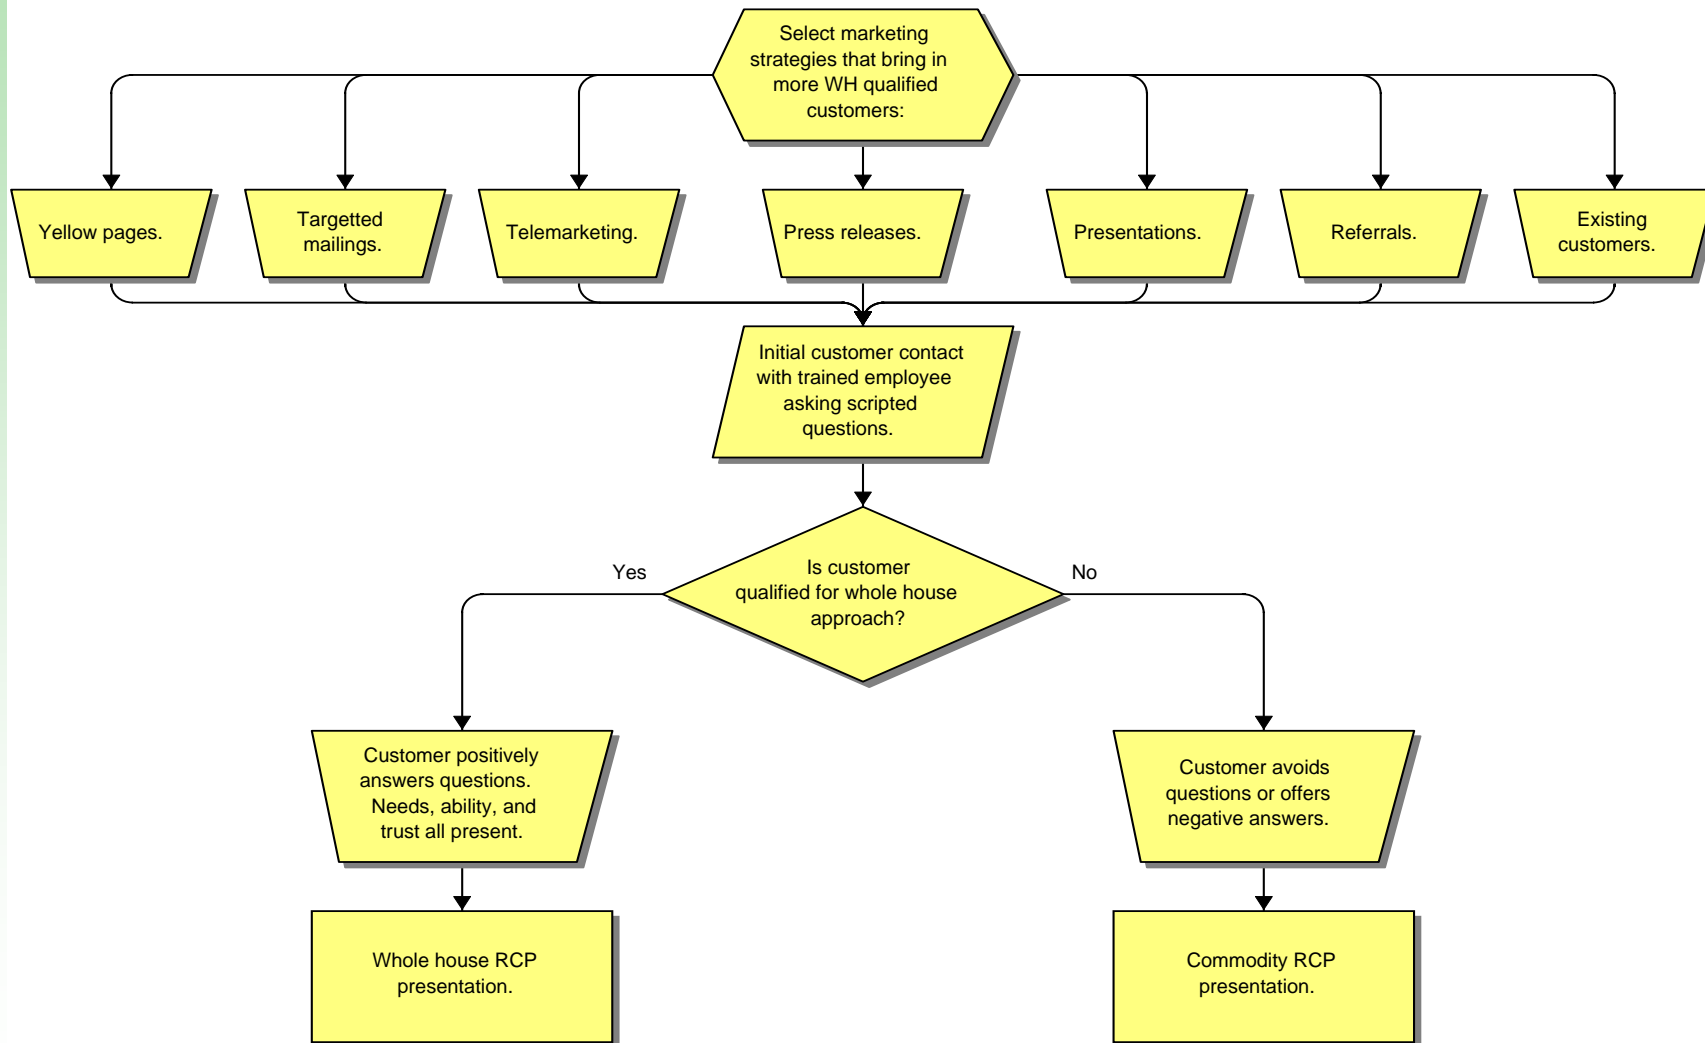 Select marketing
strategies that bring in
more WH qualified
customers:
Yellow pages.
Targetted
mailings.
Telemarketing.
Press releases.
Presentations.
Referrals.
Existing
customers.
Initial customer contact
with trained employee
asking scripted
questions.
Is customer
qualified for whole house
approach?
Yes
No
Customer positively
answers questions.
Needs, ability, and
trust all present.
Customer avoids
questions or offers
negative answers.
Whole house RCP
presentation.
Commodity RCP
presentation.